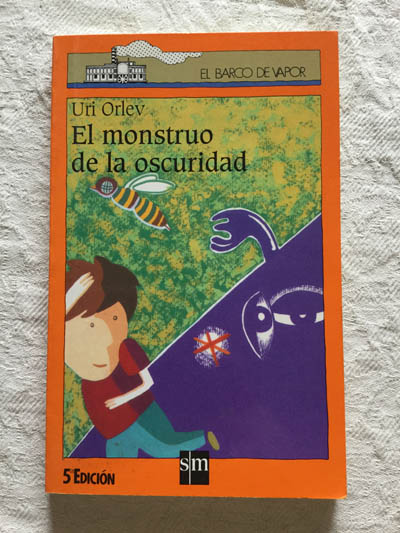 EL BARCO DE VAPOR
Uri Orlev
El monstruo
de la oscuridad
5ª EDICIÓN
sm